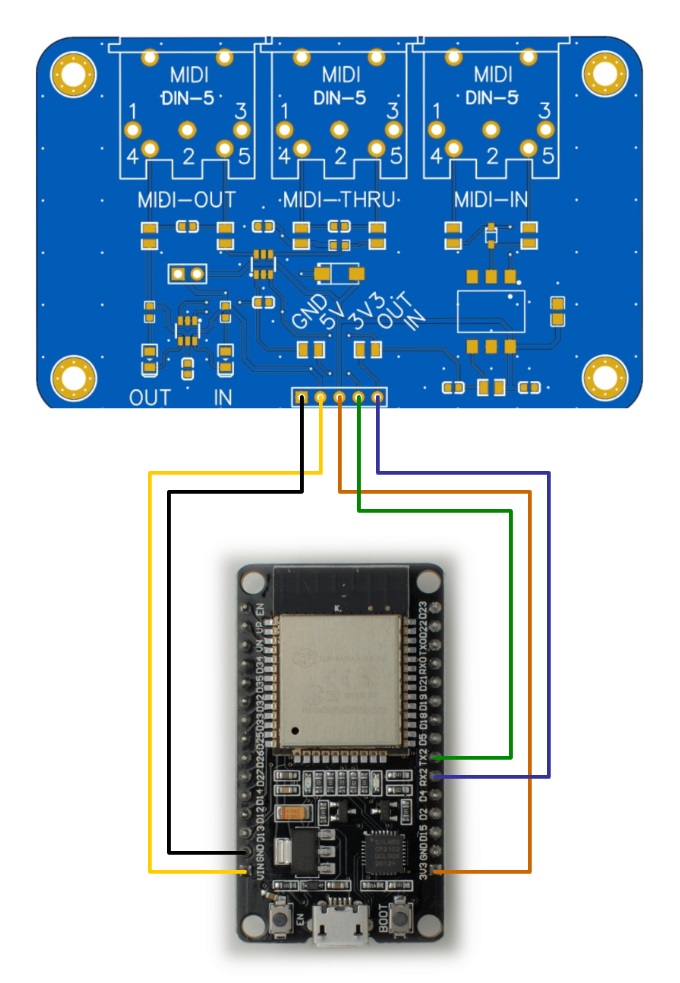 MIDI
DIN-5
1
3
4
2
5
MIDI
DIN-5
1
3
4
2
5
MIDI
DIN-5
1
3
4
2
5
MIDI-OUT
MIDI-THRU
MIDI-IN
GND
5V
3V3
OUT
IN
OUT
IN
EN
UP
VN
D34
D35
D32
D33
D25
D26
D27
D14
D12
D13
GND
VIN
D23
D22
TX0
RX0
D21
D19
D18
D5
TX2
RX2
D4
D2
D15
GND
3V3
EN
BOOT